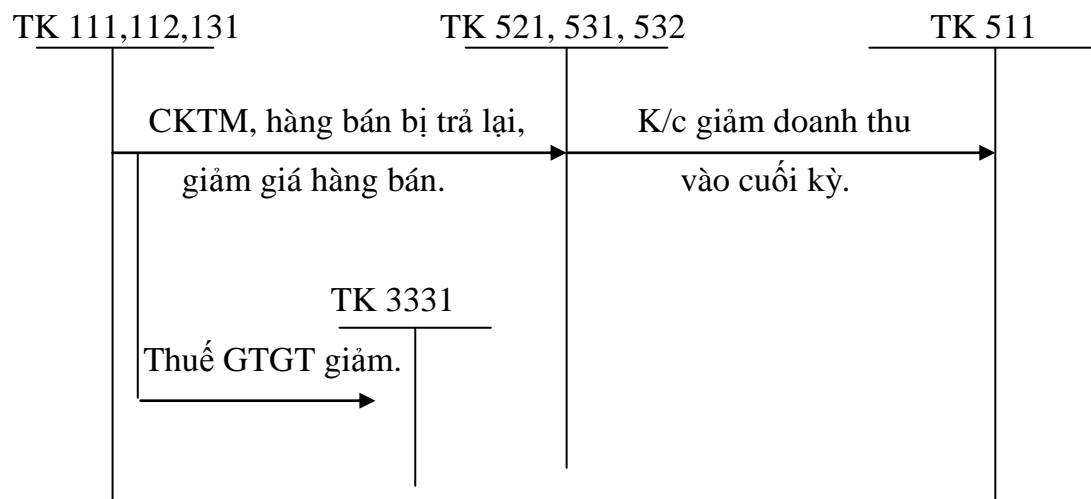 TK 111,112,131
TK 521, 531, 532
TK 511
CKTM, hàng bán bị trả lại,
giảm giá hàng bán.
K/c giảm doanh thu
vào cuối kỳ.
TK 3331
Thuế GTGT giảm.